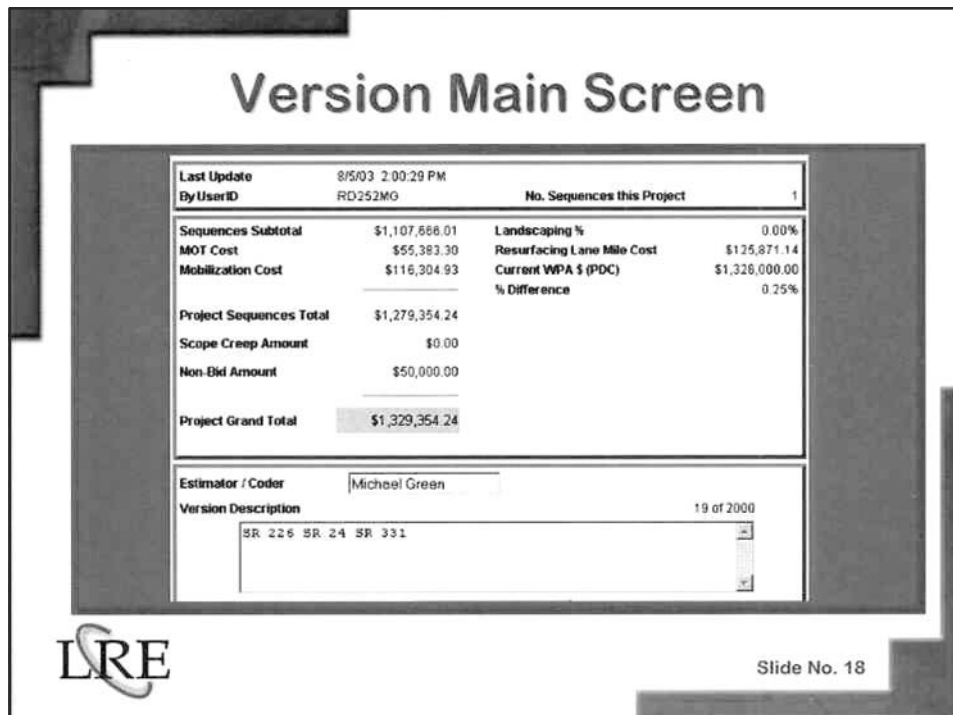 Version Main Screen
Last Update 8/5/03 2:00:29 PM
By UserID RD252MG No. Sequences this Project 1
Sequences Subtotal $1,107,666.01 Landscaping % 0.00%
MOT Cost $55,383.30 Resurfacing Lane Mile Cost $125,871.14
Mobilization Cost $116,304.93 Current WPA $ (PDC) $1,326,000.00
% Difference 0.25%
Project Sequences Total $1,279,354.24
Scope Creep Amount $0.00
Non-Bid Amount $50,000.00
Project Grand Total $1,329,354.24
Estimator / Coder Michael Green
Version Description 19 of 2000
SR 226 SR 24 SR 331
LRE
Slide No. 18